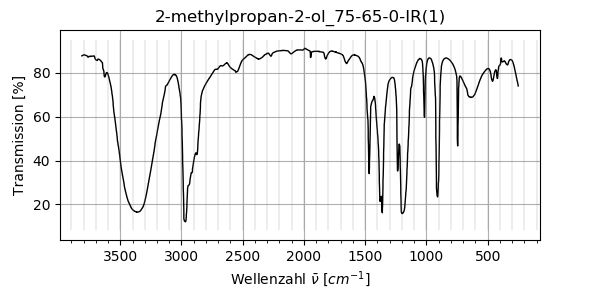 2-methylpropan-2-ol_75-65-0-IR(1)
Transmission [%]
80
60
40
20
3500 3000 2500 2000 1500 1000 500
Wellenzahl ν̄ [cm⁻¹]